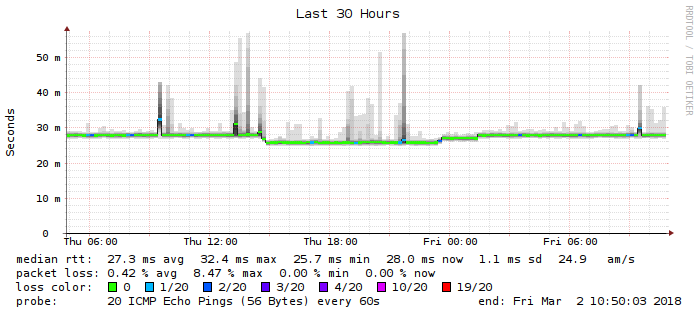 Last 30 Hours
RRDTOOL / TOBI OETIKER
Seconds
50 m
40 m
30 m
20 m
10 m
0
Thu 06:00 Thu 12:00 Thu 18:00 Fri 00:00 Fri 06:00
median rtt: 27.3 ms avg 32.4 ms max 25.7 ms min 28.0 ms now 1.1 ms sd 24.9 am/s
packet loss: 0.42 % avg 8.47 % max 0.00 % min 0.00 % now
loss color: 0 1/20 2/20 3/20 4/20 10/20 19/20
probe: 20 ICMP Echo Pings (56 Bytes) every 60s end: Fri Mar 2 10:50:03 2018